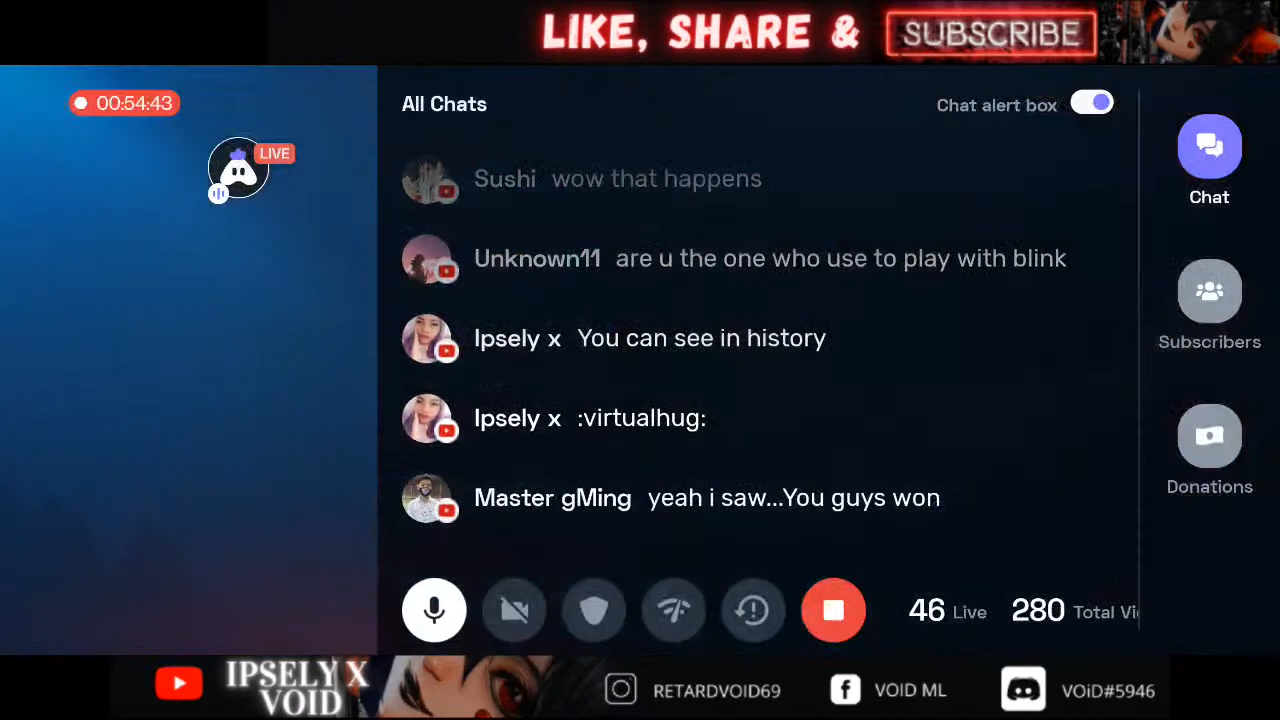 LIKE, SHARE & SUBSCRIBE
00:54:43
LIVE
All Chats
Chat alert box
Sushi wow that happens
Unknown11 are u the one who use to play with blink
Ipsely x You can see in history
Ipsely x :virtualhug:
Master gMing yeah i saw...You guys won
Chat
Subscribers
Donations
46 Live 280 Total Vi
IPSELY X
VOID
RETARDVOID69
VOID ML
VOiD#5946